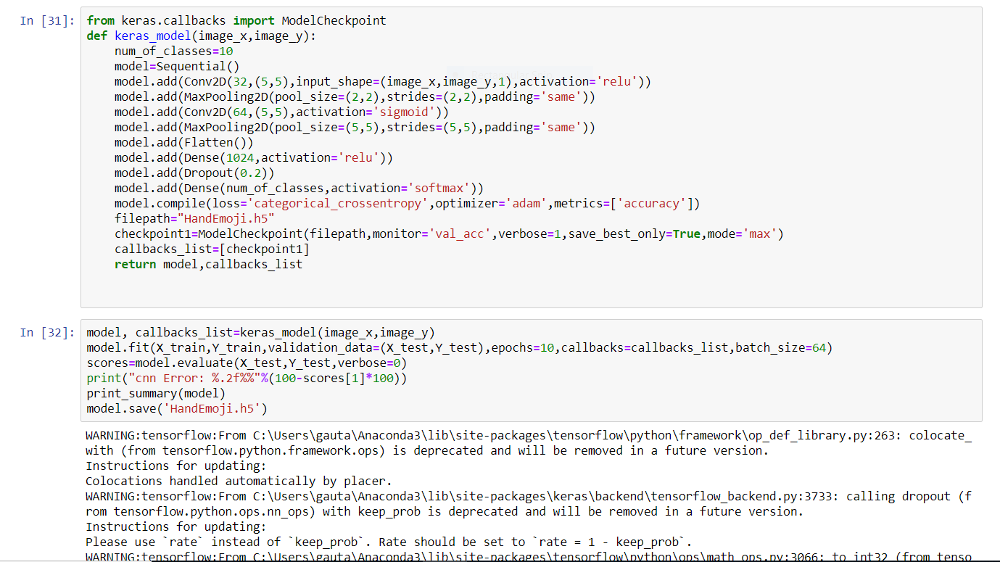 In [31]: from keras.callbacks import ModelCheckpoint
def keras_model(image_x,image_y):
    num_of_classes=10
    model=Sequential()
    model.add(Conv2D(32,(5,5),input_shape=(image_x,image_y,1),activation='relu'))
    model.add(MaxPooling2D(pool_size=(2,2),strides=(2,2),padding='same'))
    model.add(Conv2D(64,(5,5),activation='sigmoid'))
    model.add(MaxPooling2D(pool_size=(5,5),strides=(5,5),padding='same'))
    model.add(Flatten())
    model.add(Dense(1024,activation='relu'))
    model.add(Dropout(0.2))
    model.add(Dense(num_of_classes,activation='softmax'))
    model.compile(loss='categorical_crossentropy',optimizer='adam',metrics=['accuracy'])
    filepath="HandEmoji.h5"
    checkpoint1=ModelCheckpoint(filepath,monitor='val_acc',verbose=1,save_best_only=True,mode='max')
    callbacks_list=[checkpoint1]
    return model,callbacks_list
In [32]: model, callbacks_list=keras_model(image_x,image_y)
model.fit(X_train,Y_train,validation_data=(X_test,Y_test),epochs=10,callbacks=callbacks_list,batch_size=64)
scores=model.evaluate(X_test,Y_test,verbose=0)
print("cnn Error: %.2f%%"%(100-scores[1]*100))
print_summary(model)
model.save('HandEmoji.h5')
WARNING:tensorflow:From C:\Users\gauta\Anaconda3\lib\site-packages\tensorflow\python\framework\op_def_library.py:263: colocate_
with (from tensorflow.python.framework.ops) is deprecated and will be removed in a future version.
Instructions for updating:
Colocations handled automatically by placer.
WARNING:tensorflow:From C:\Users\gauta\Anaconda3\lib\site-packages\keras\backend\tensorflow_backend.py:3733: calling dropout (f
rom tensorflow.python.ops.nn_ops) with keep_prob is deprecated and will be removed in a future version.
Instructions for updating:
Please use `rate` instead of `keep_prob`. Rate should be set to `rate = 1 - keep_prob`.
WARNING:tensorflow:From C:\Users\gauta\Anaconda3\lib\site-packages\tensorflow\python\ops\math_ops.py:3066: to_int32 (from tenso